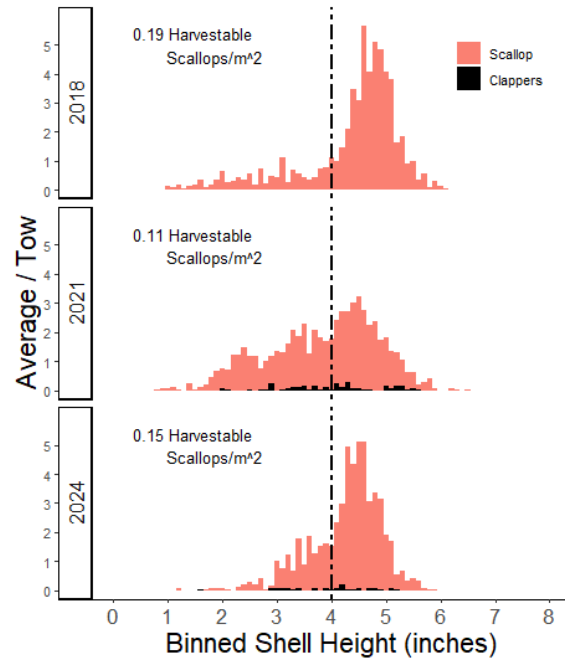 0.19 Harvestable
Scallops/m^2
Scallop
Clappers
5
4
3
2
1
0
2018
0.11 Harvestable
Scallops/m^2
5
4
3
2
1
0
2021
0.15 Harvestable
Scallops/m^2
5
4
3
2
1
0
2024
Average / Tow
0 1 2 3 4 5 6 7 8
Binned Shell Height (inches)